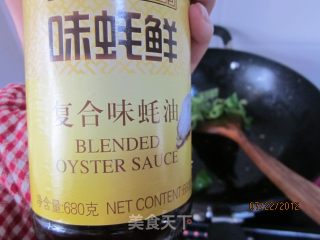 味蚝鲜
复合味蚝油
BLENDED
OYSTER SAUCE
净含量:680克 NET CONTENT
07/22/2012
美食天下